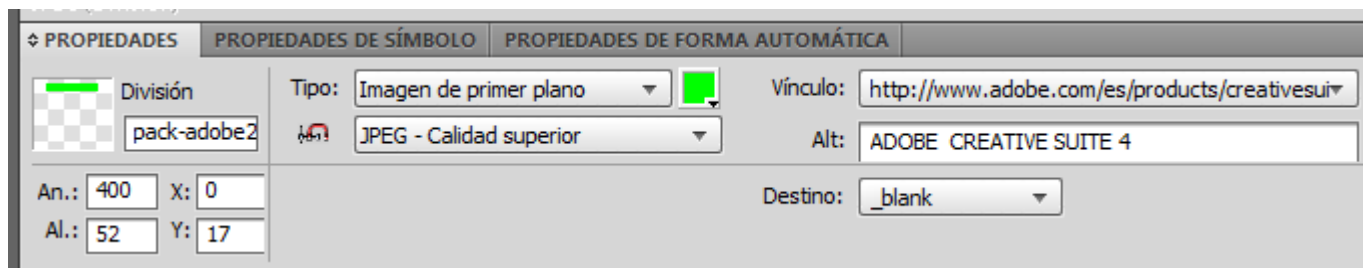 PROPIEDADES PROPIEDADES DE SÍMBOLO PROPIEDADES DE FORMA AUTOMÁTICA
División Tipo: Imagen de primer plano Vínculo: http://www.adobe.com/es/products/creativesui
pack-adobe2 JPEG - Calidad superior Alt: ADOBE CREATIVE SUITE 4
An.: 400 X: 0 Destino: _blank
Al.: 52 Y: 17